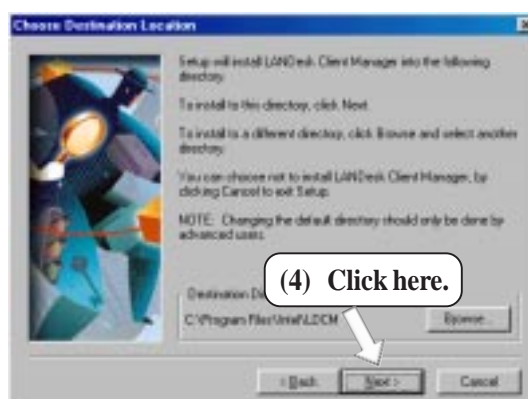 Choose Destination Location
Setup will install LANDesk Client Manager into the following
directory.
To install to this directory, click Next.
To install to a different directory, click Browse and select another
directory.
You can choose not to install LANDesk Client Manager, by
clicking Cancel to exit Setup.
NOTE: Changing the default directory should only be done by
advanced users.
(4) Click here.
Destination
C:\Program Files\Intel\LDCM
Browse...
< Back
Next >
Cancel